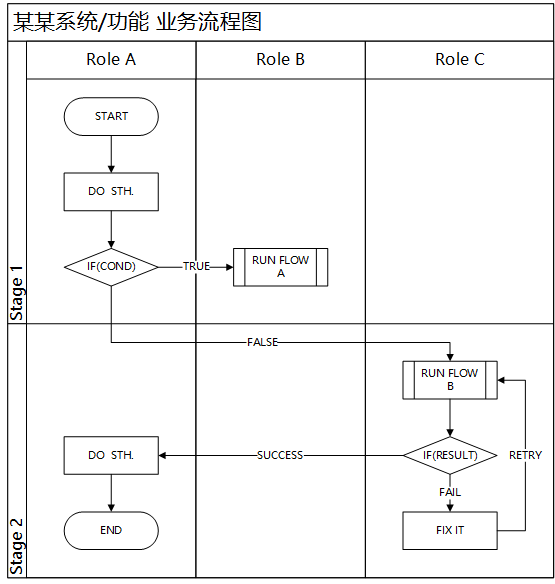 某某系统/功能 业务流程图
Role A
Role B
Role C
Stage 1
START
DO STH.
IF(COND)
TRUE
RUN FLOW
A
FALSE
Stage 2
RUN FLOW
B
DO STH.
SUCCESS
IF(RESULT)
RETRY
FAIL
END
FIX IT